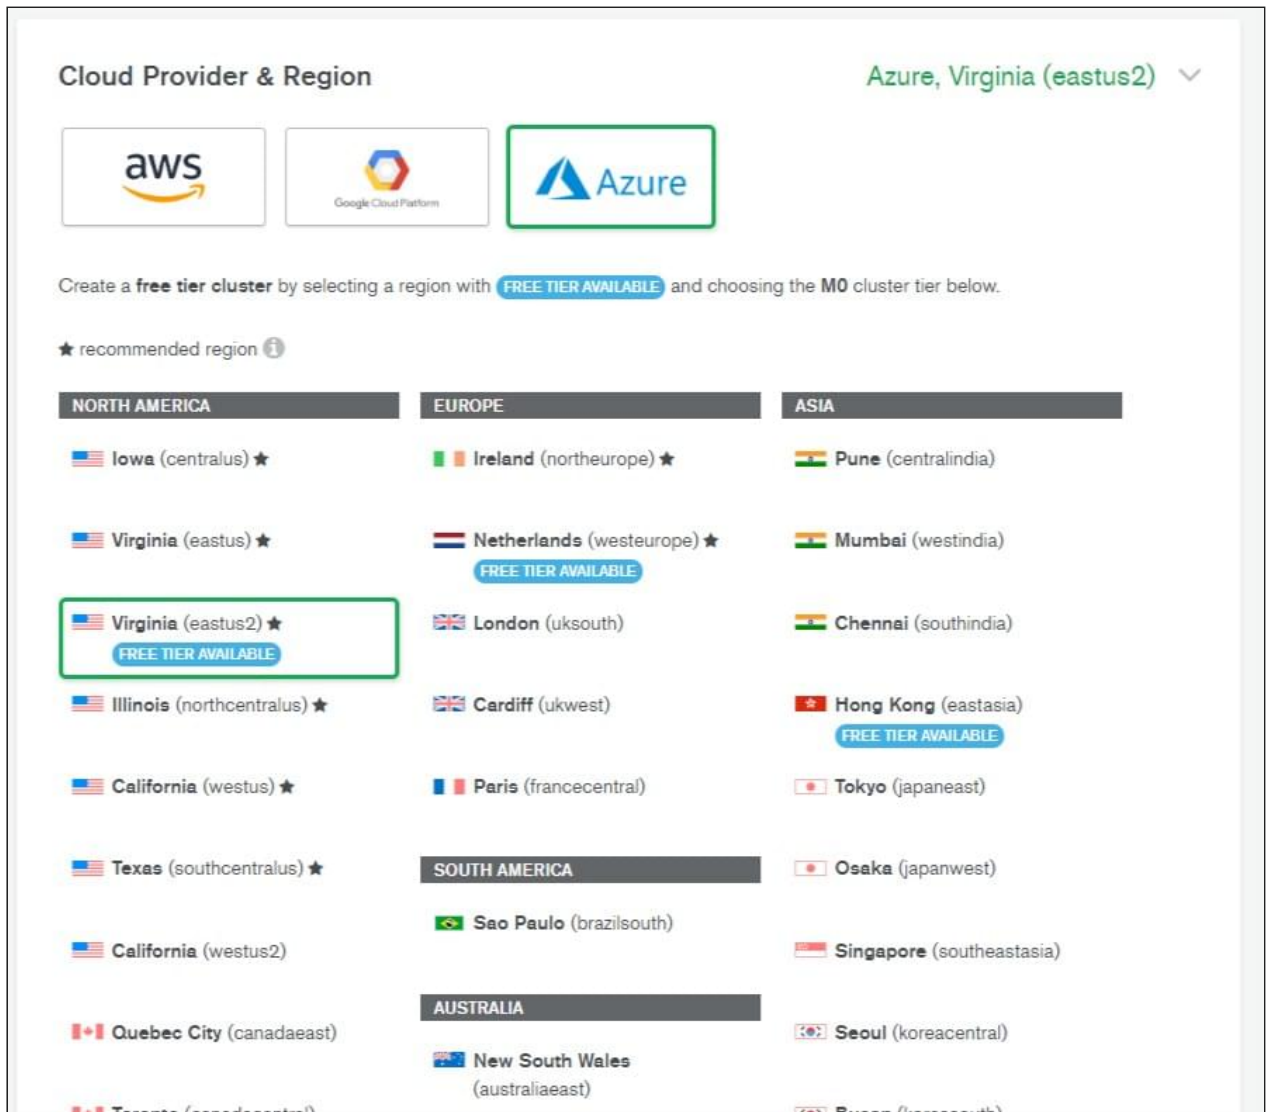 Cloud Provider & Region
Azure, Virginia (eastus2)
aws
Google Cloud Platform
Azure
Create a free tier cluster by selecting a region with FREE TIER AVAILABLE and choosing the M0 cluster tier below.
★ recommended region
NORTH AMERICA
Iowa (centralus) ★
Virginia (eastus) ★
Virginia (eastus2) ★
FREE TIER AVAILABLE
Illinois (northcentralus) ★
California (westus) ★
Texas (southcentralus) ★
California (westus2)
Quebec City (canadaeast)
EUROPE
Ireland (northeurope) ★
Netherlands (westeurope) ★
FREE TIER AVAILABLE
London (uksouth)
Cardiff (ukwest)
Paris (francecentral)
SOUTH AMERICA
Sao Paulo (brazilsouth)
AUSTRALIA
New South Wales
(australiaeast)
ASIA
Pune (centralindia)
Mumbai (westindia)
Chennai (southindia)
Hong Kong (eastasia)
FREE TIER AVAILABLE
Tokyo (japaneast)
Osaka (japanwest)
Singapore (southeastasia)
Seoul (koreacentral)